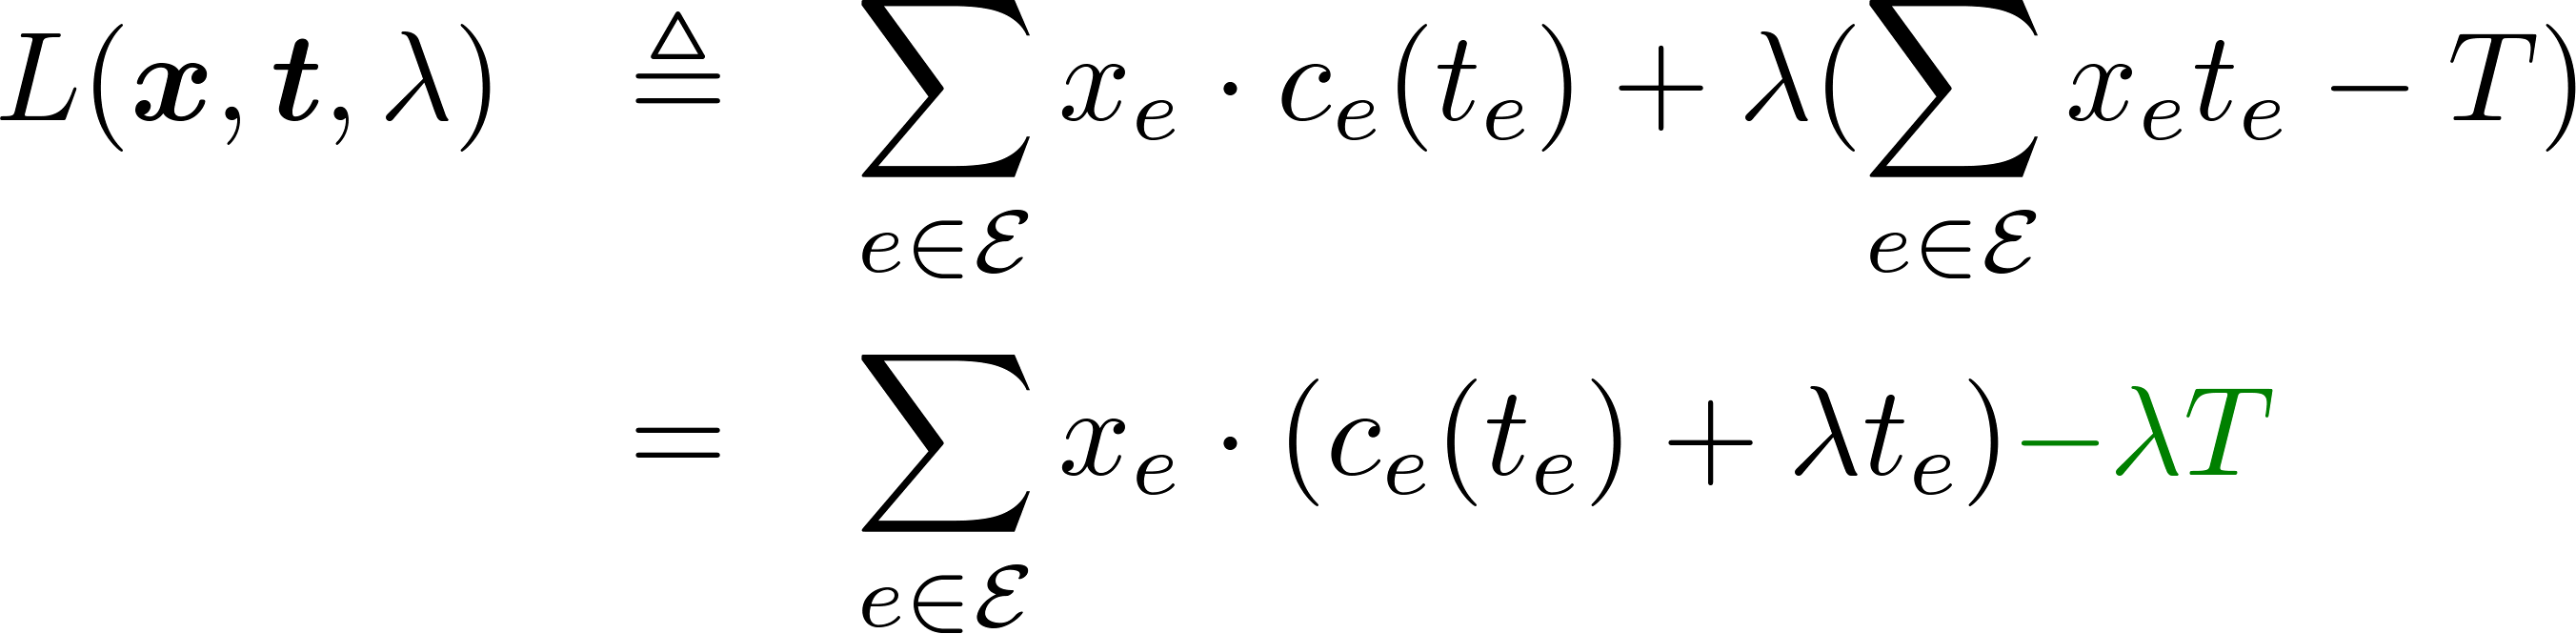 L(𝒙, 𝒕, λ) ≜ ∑_{e∈ℰ} x_e · c_e(t_e) + λ(∑_{e∈ℰ} x_e t_e − T)
= ∑_{e∈ℰ} x_e · (c_e(t_e) + λt_e) − λT